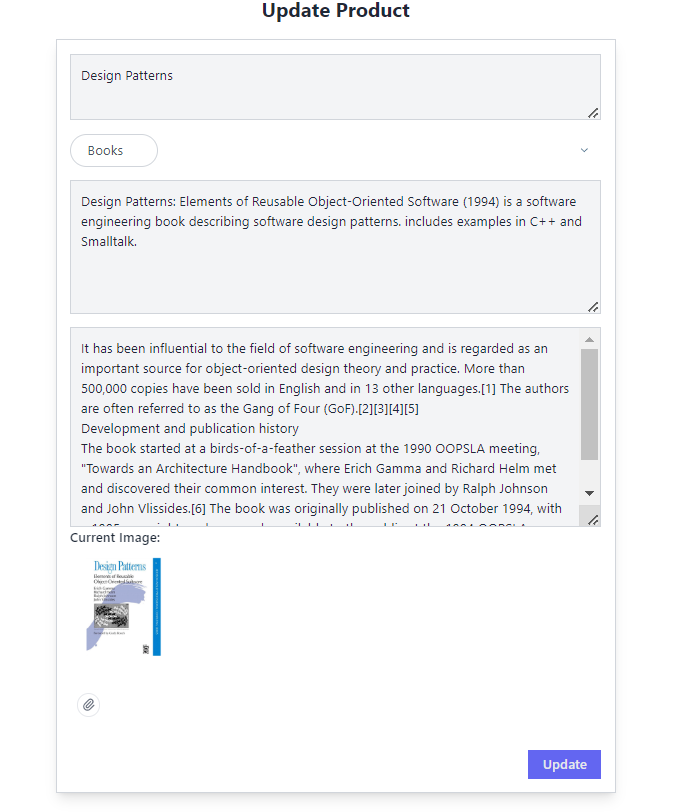 Update Product
Design Patterns
Books
Design Patterns: Elements of Reusable Object-Oriented Software (1994) is a software
engineering book describing software design patterns. includes examples in C++ and
Smalltalk.
It has been influential to the field of software engineering and is regarded as an
important source for object-oriented design theory and practice. More than
500,000 copies have been sold in English and in 13 other languages.[1] The authors
are often referred to as the Gang of Four (GoF).[2][3][4][5]
Development and publication history
The book started at a birds-of-a-feather session at the 1990 OOPSLA meeting,
"Towards an Architecture Handbook", where Erich Gamma and Richard Helm met
and discovered their common interest. They were later joined by Ralph Johnson
and John Vlissides.[6] The book was originally published on 21 October 1994, with
Current Image:
Design Patterns
Elements of Reusable
Object-Oriented Software
Update